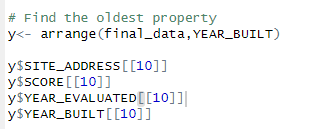 # Find the oldest property
y<- arrange(final_data,YEAR_BUILT)
y$SITE_ADDRESS[[10]]
y$SCORE[[10]]
y$YEAR_EVALUATED[[10]]
y$YEAR_BUILT[[10]]